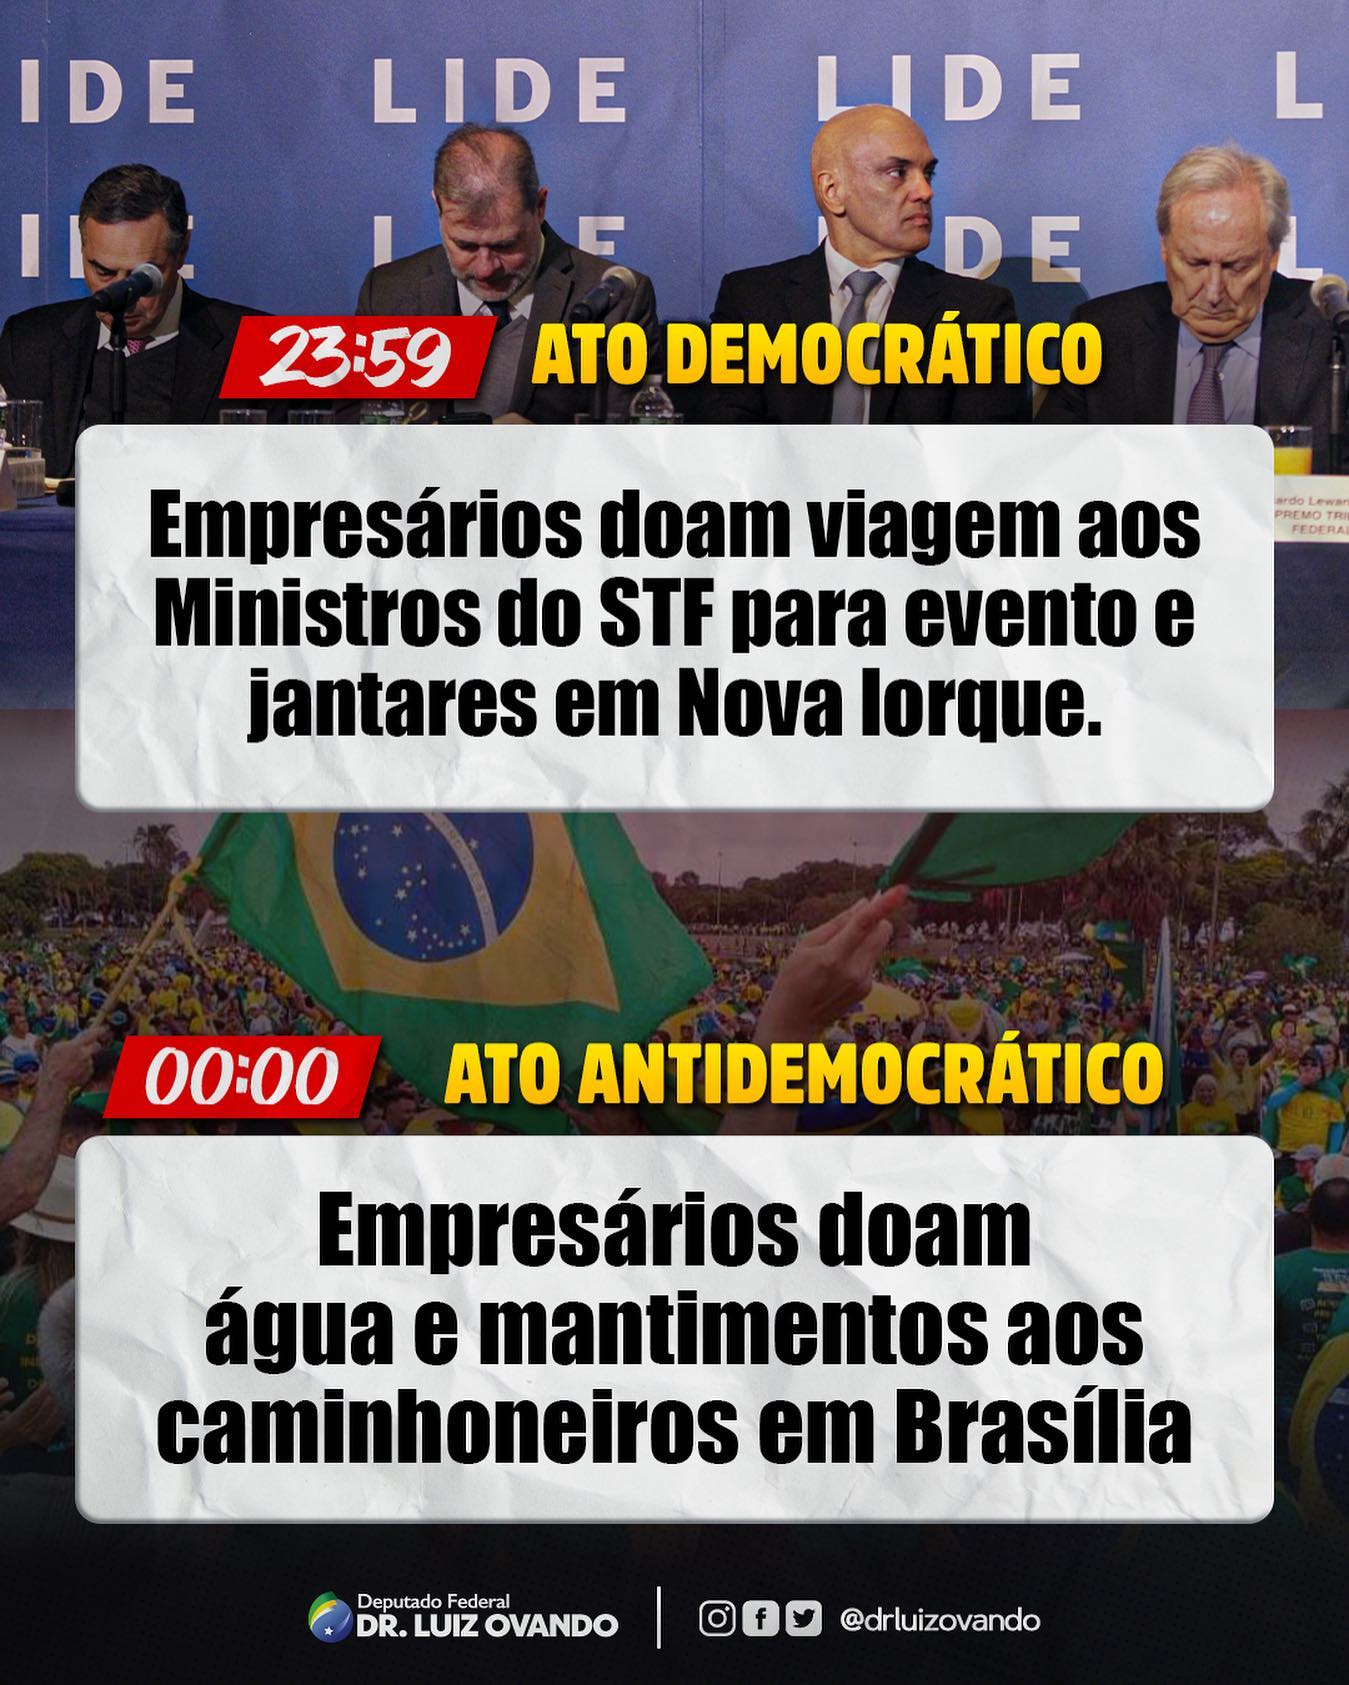 IDE LIDE LIDE L
I E L E DE L
23:59 ATO DEMOCRÁTICO
Empresários doam viagem aos
Ministros do STF para evento e
jantares em Nova Iorque.
FEDERAL
00:00 ATO ANTIDEMOCRÁTICO
Empresários doam
água e mantimentos aos
caminhoneiros em Brasília
Deputado Federal
DR. LUIZ OVANDO
@drluizovando